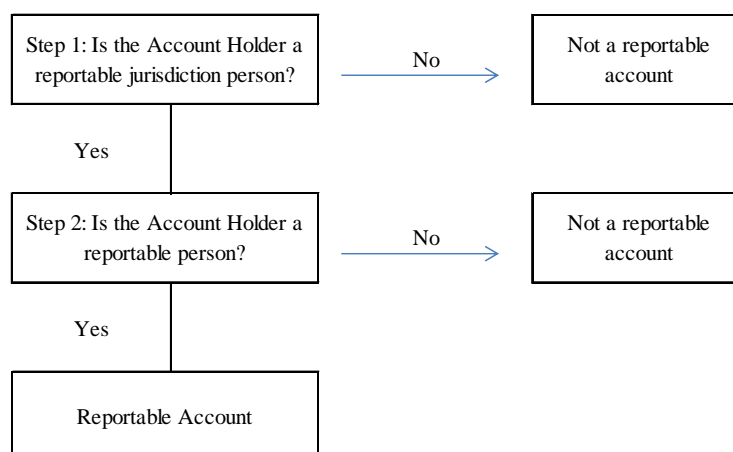 Step 1: Is the Account Holder a
reportable jurisdiction person?
No
Not a reportable
account
Yes
Step 2: Is the Account Holder a
reportable person?
No
Not a reportable
account
Yes
Reportable Account